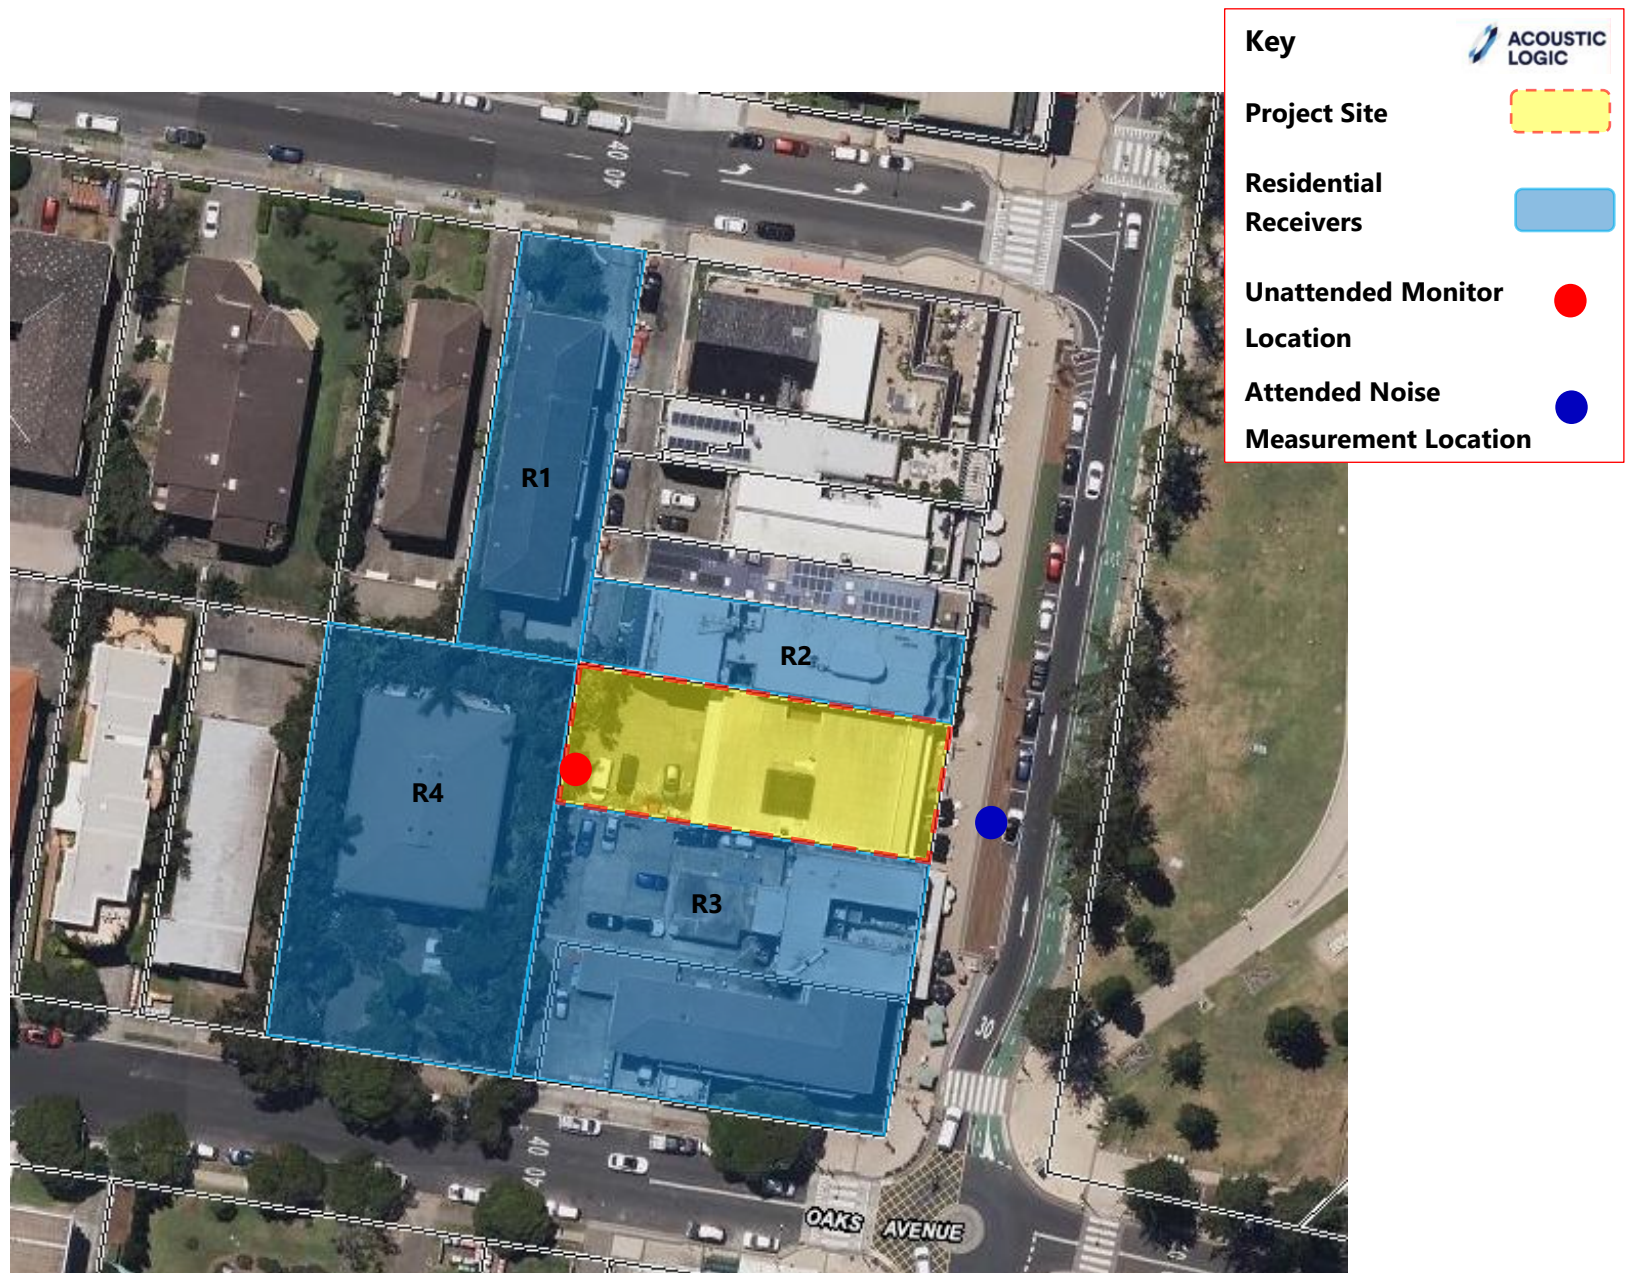 Key
ACOUSTIC
LOGIC
Project Site
Residential
Receivers
Unattended Monitor
Location
Attended Noise
Measurement Location
40 40
R1
R2
R4
R3
30
40 40
OAKS AVENUE